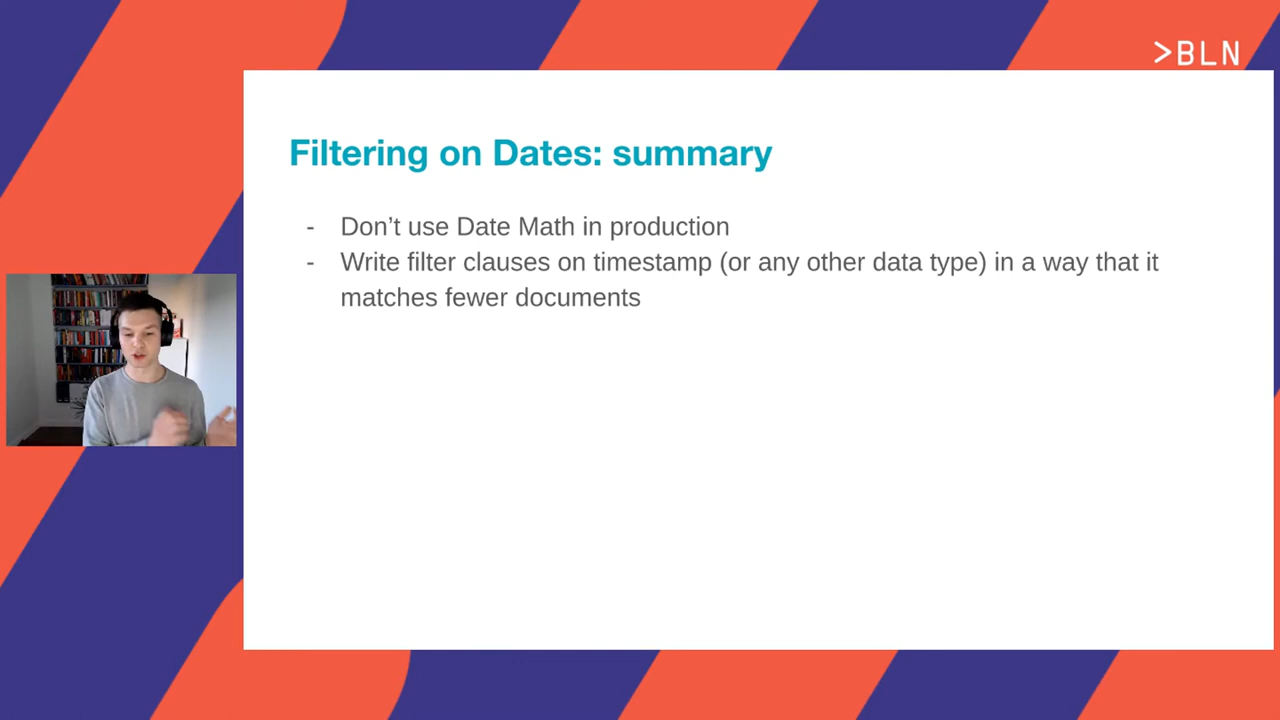 >BLN
Filtering on Dates: summary
- Don’t use Date Math in production
- Write filter clauses on timestamp (or any other data type) in a way that it
matches fewer documents